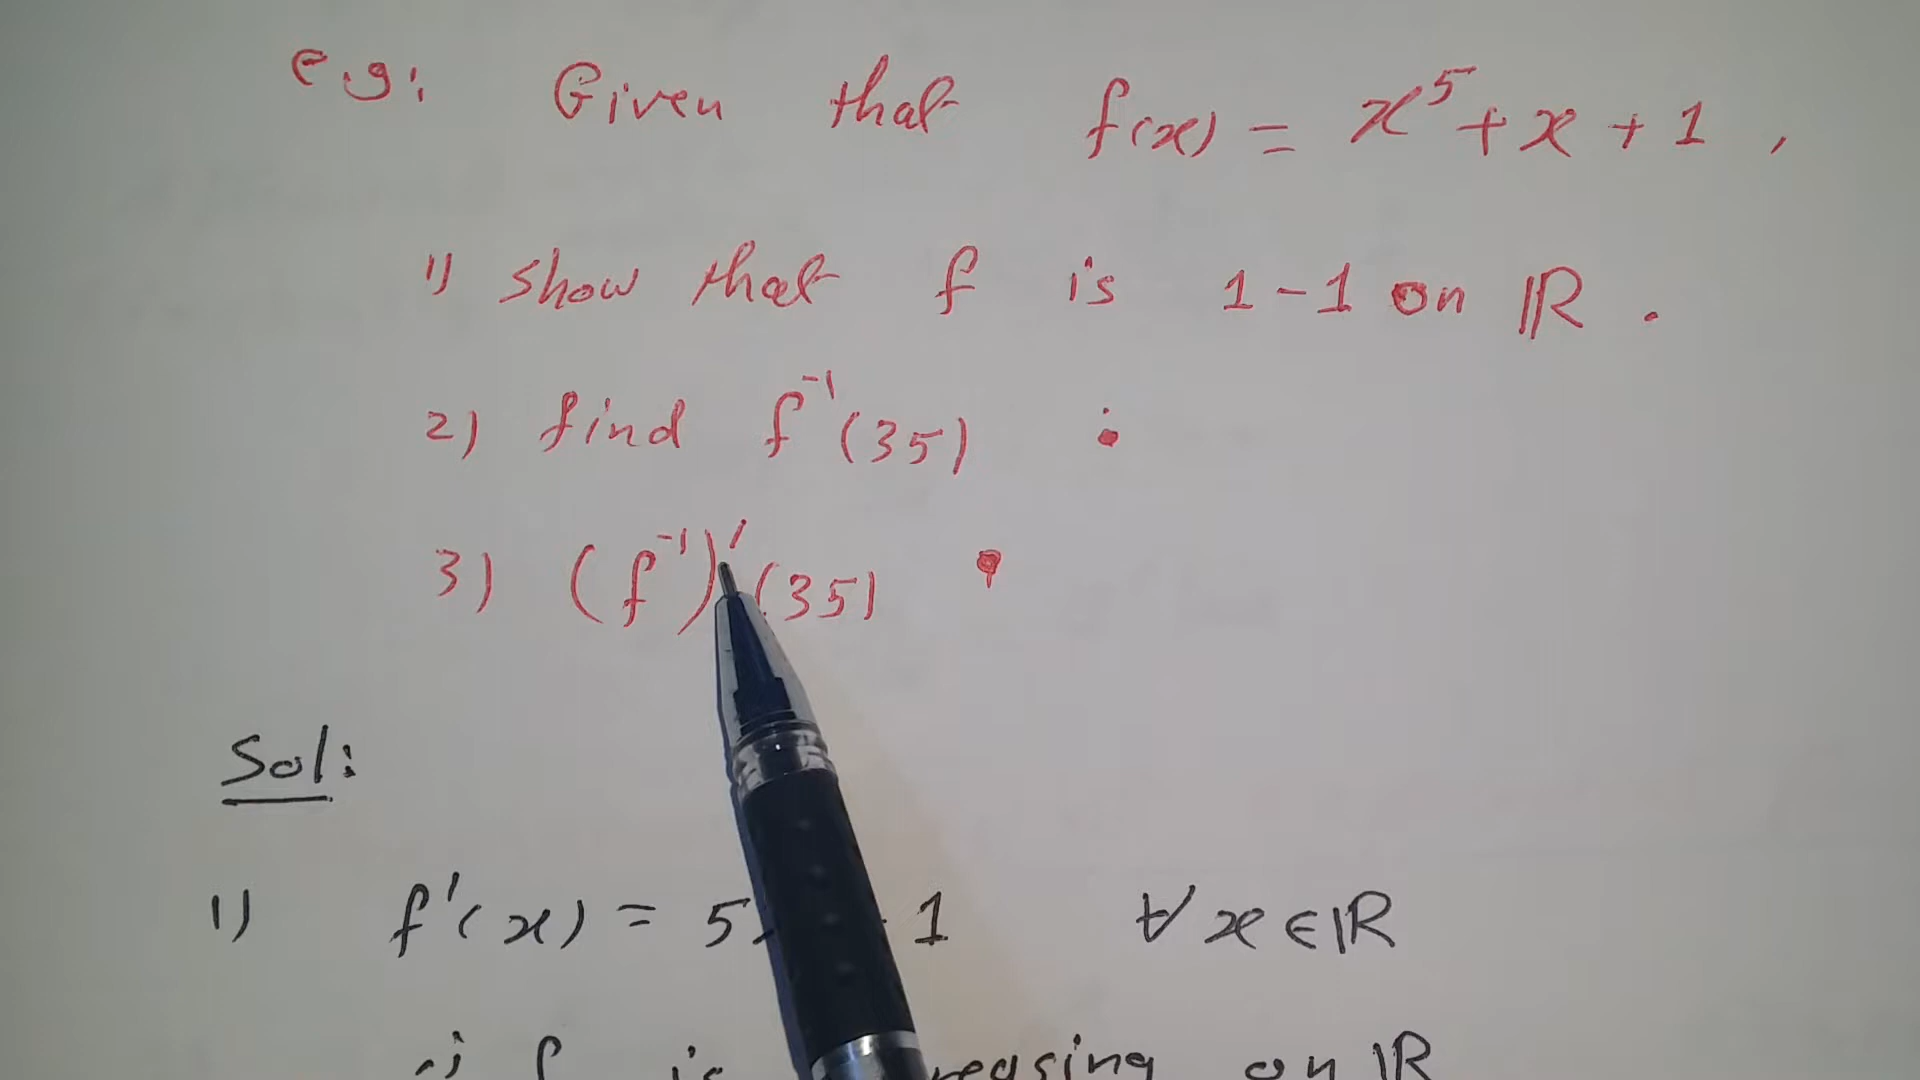 e.g: Given that f(x) = x⁵ + x + 1 ,
1) show that f is 1-1 on ℝ .
2) find f⁻¹(35) .
3) (f⁻¹)'(35) .
Sol:
1) f'(x) = 5 1 ∀ x ∈ ℝ
∴ f is on ℝ